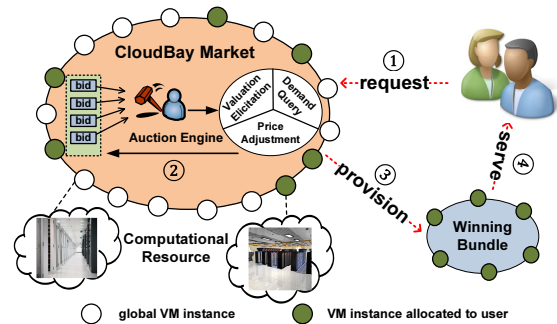 CloudBay Market
bid
bid
bid
bid
Auction Engine
Valuation
Elicitation
Demand
Query
Price
Adjustment
②
①
request
③
provision
④
serve
Winning
Bundle
Computational
Resource
global VM instance
VM instance allocated to user